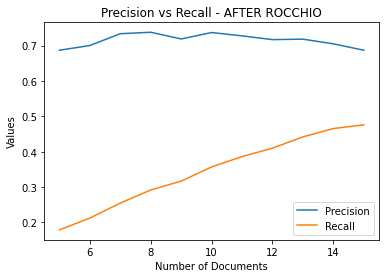 Precision vs Recall - AFTER ROCCHIO
Values
0.7
0.6
0.5
0.4
0.3
0.2
Precision
Recall
6 8 10 12 14
Number of Documents